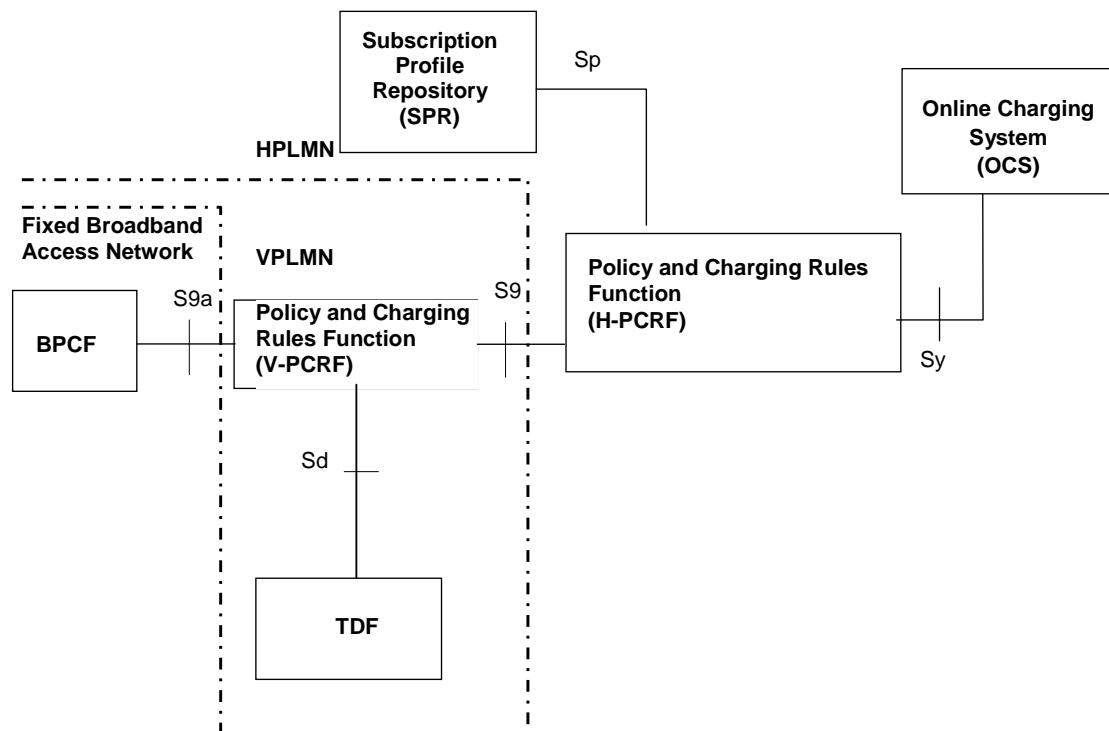 Subscription
Profile
Repository
(SPR)
Sp
Online Charging
System
(OCS)
HPLMN
Fixed Broadband
Access Network
VPLMN
Policy and Charging Rules
Function
(H-PCRF)
S9a
S9
BPCF
Policy and Charging
Rules Function
(V-PCRF)
Sy
Sd
TDF